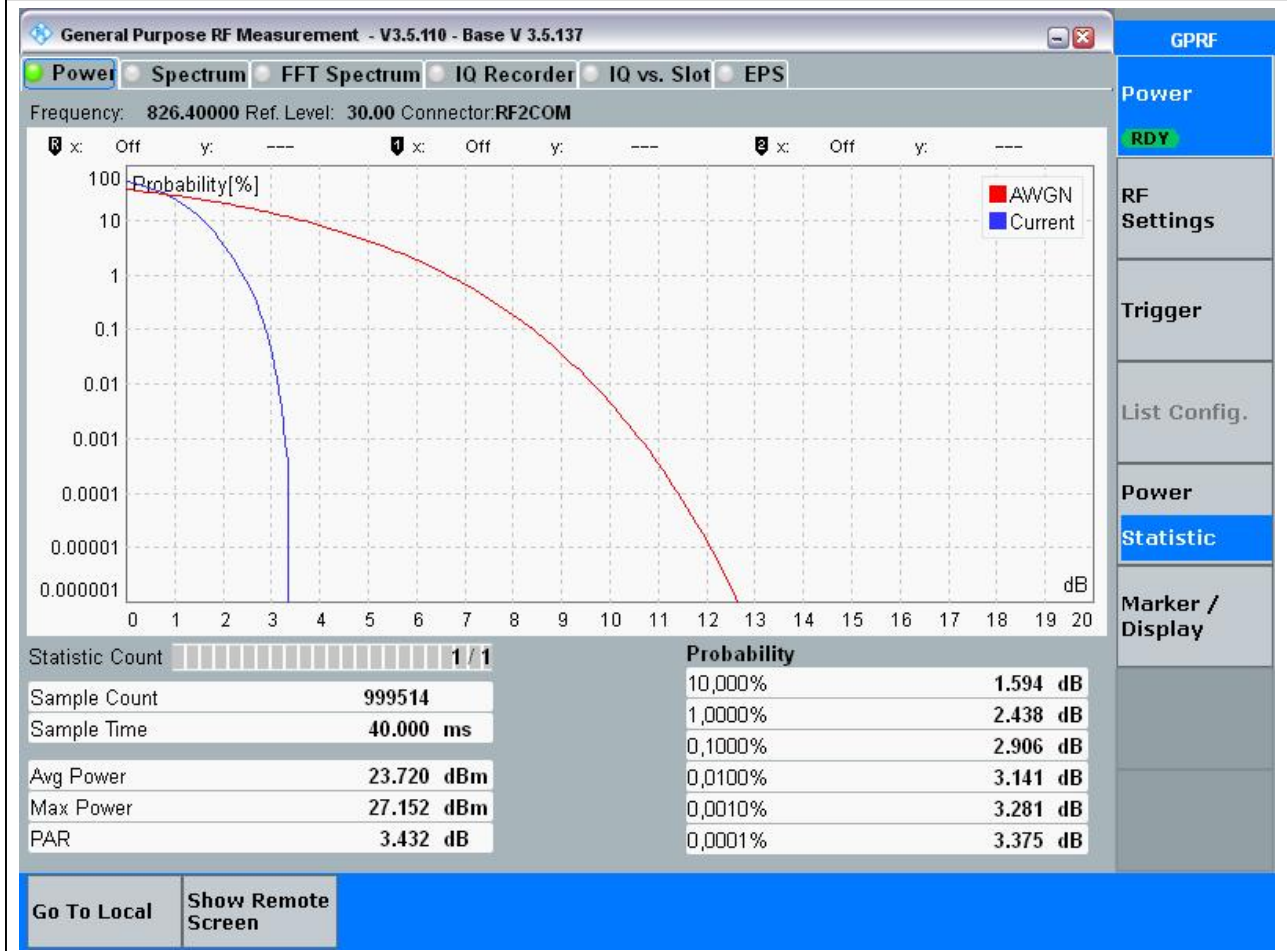 General Purpose RF Measurement - V3.5.110 - Base V 3.5.137
GPRF
Power Spectrum FFT Spectrum IQ Recorder IQ vs. Slot EPS
Power
RDY
Frequency: 826.40000 Ref. Level: 30.00 Connector:RF2COM
R x: Off y: --- 1 x: Off y: --- 2 x: Off y: ---
Probability[%]
100
10
1
0.1
0.01
0.001
0.0001
0.00001
0.000001
AWGN
Current
dB
0 1 2 3 4 5 6 7 8 9 10 11 12 13 14 15 16 17 18 19 20
RF
Settings
Trigger
List Config.
Power
Statistic
Marker /
Display
Statistic Count 1 / 1
Sample Count 999514
Sample Time 40.000 ms
Avg Power 23.720 dBm
Max Power 27.152 dBm
PAR 3.432 dB
Probability
10,000% 1.594 dB
1,0000% 2.438 dB
0,1000% 2.906 dB
0,0100% 3.141 dB
0,0010% 3.281 dB
0,0001% 3.375 dB
Go To Local
Show Remote
Screen